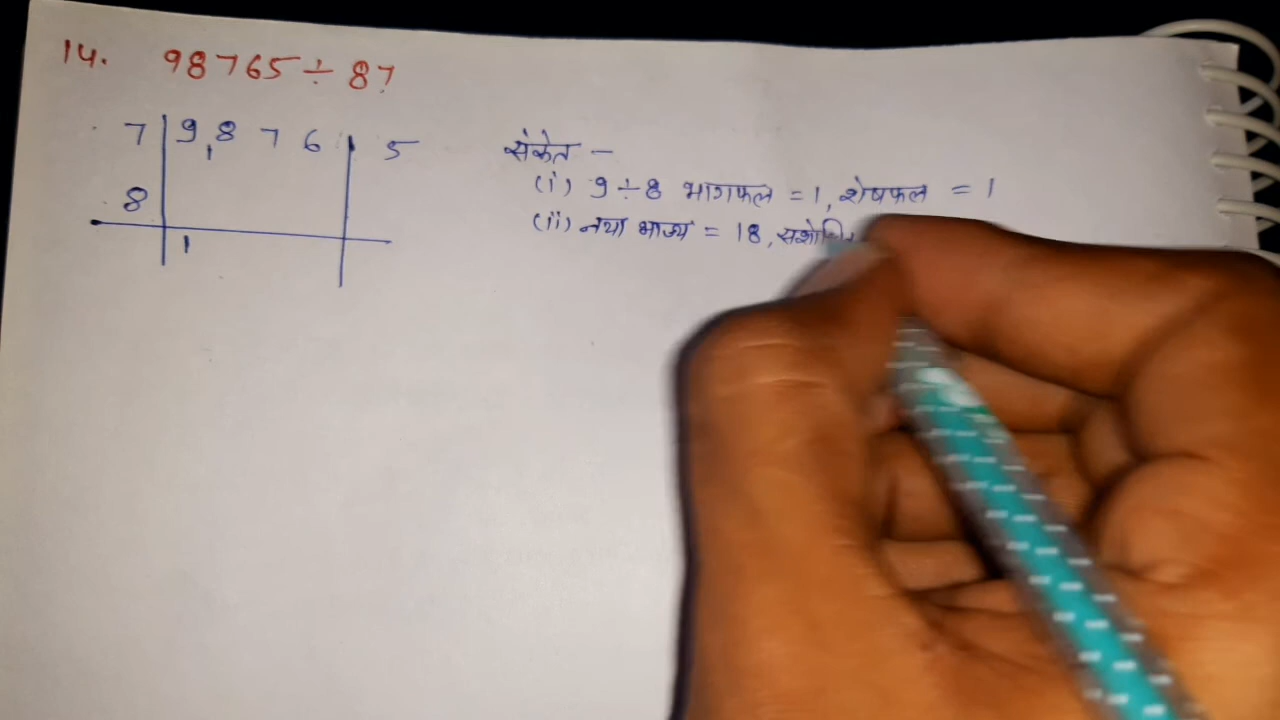 14. 98765 ÷ 87
7 9 1 8 7 6 5
8
1
संकेत -
(i) 9 ÷ 8 भागफल = 1, शेषफल = 1
(ii) नया भाज्य = 18,